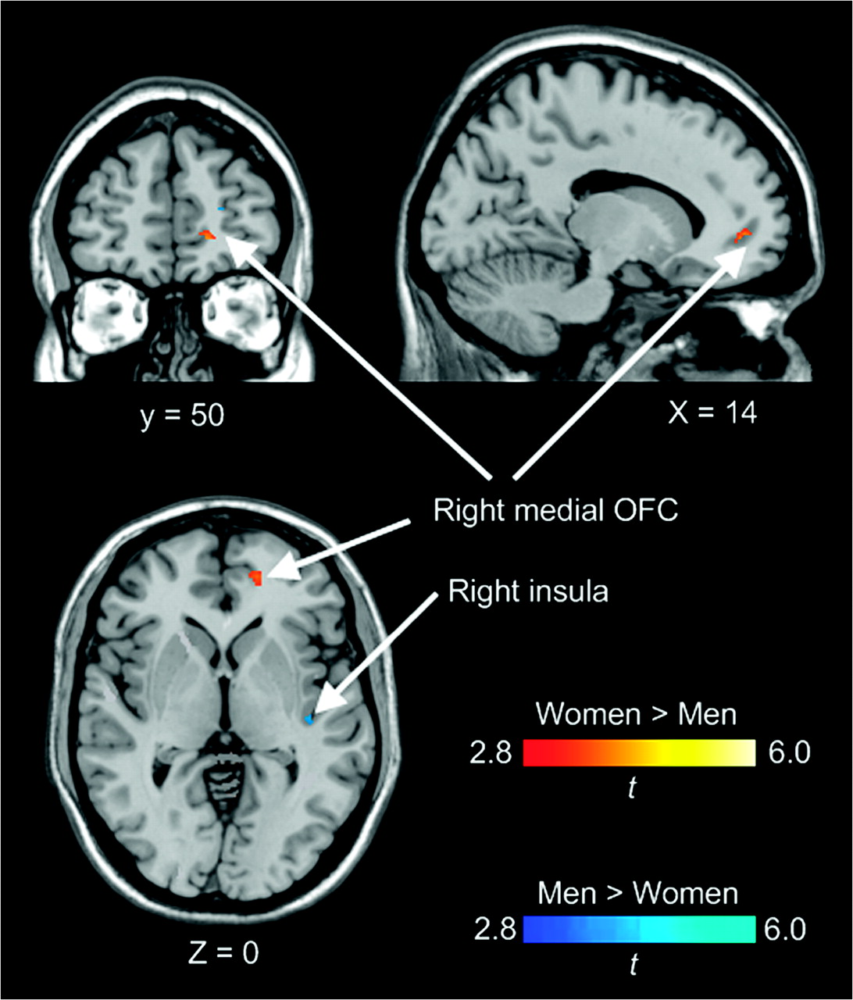 y = 50
X = 14
Right medial OFC
Right insula
Women > Men
2.8
6.0
t
Men > Women
2.8
6.0
t
Z = 0